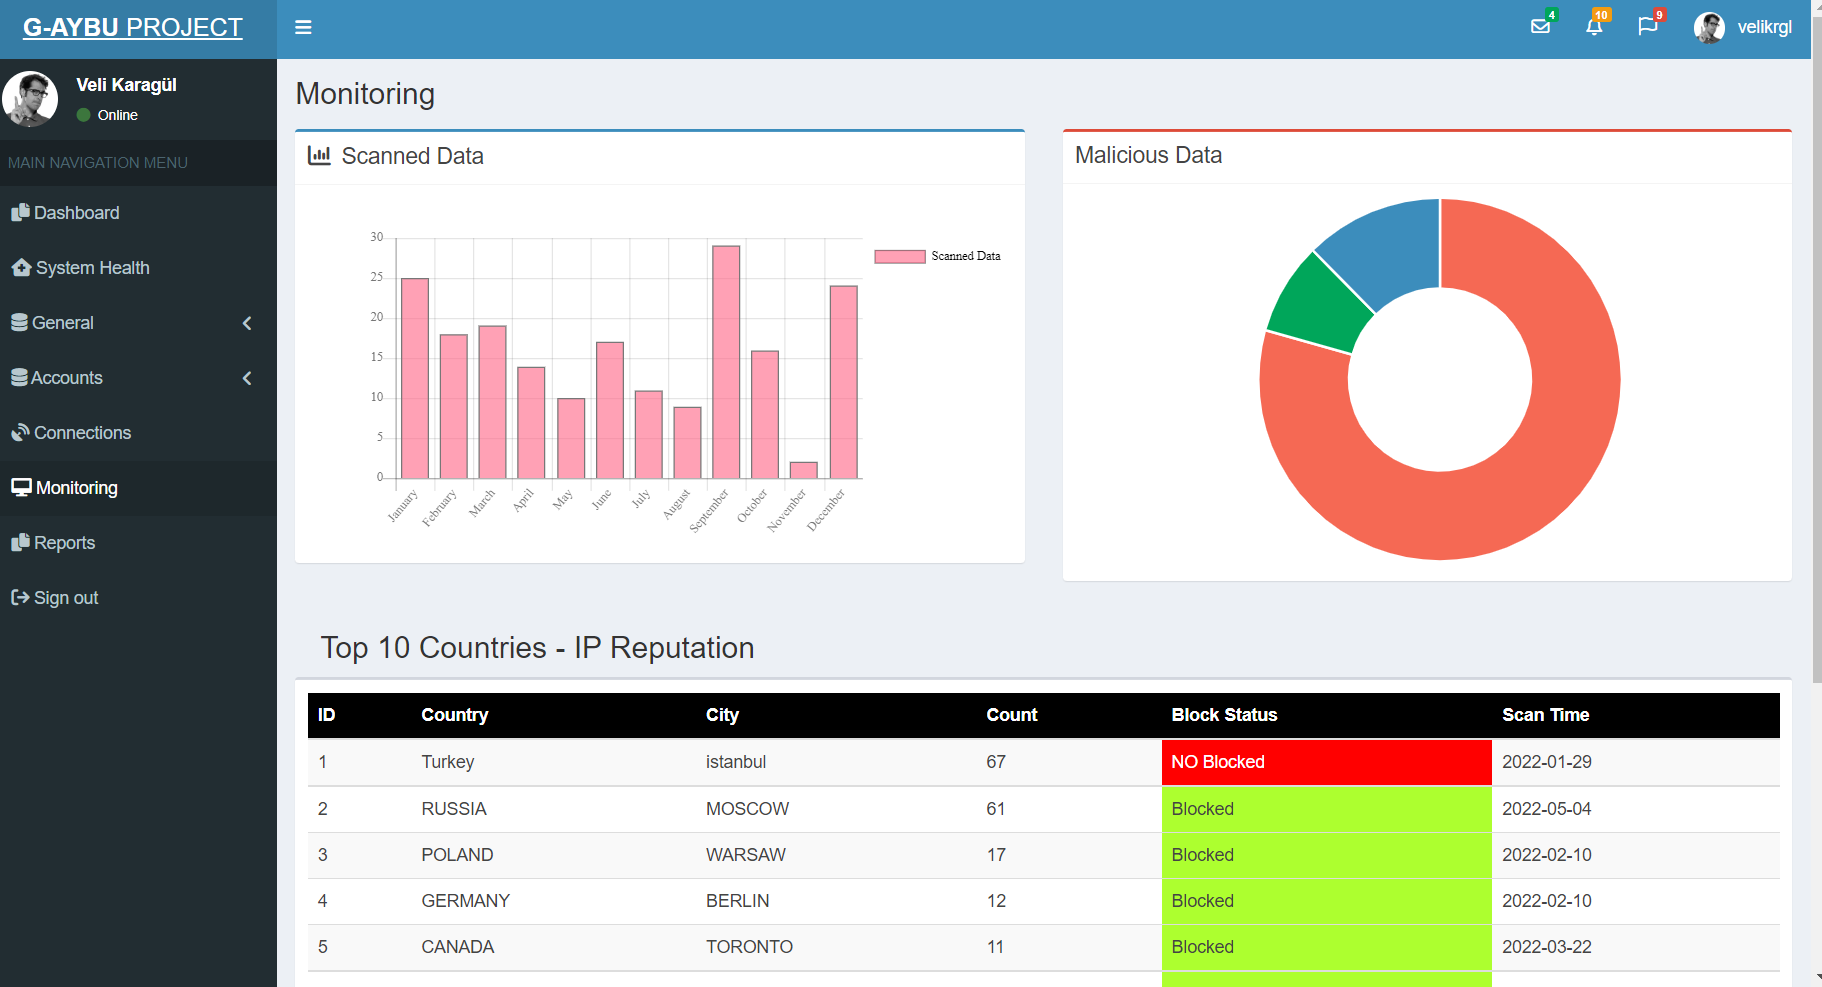 G-AYBU PROJECT
4
10
9
velikrgl
Veli Karagül
Online
MAIN NAVIGATION MENU
Dashboard
System Health
General
Accounts
Connections
Monitoring
Reports
Sign out
Monitoring
Scanned Data
30
25
20
15
10
5
0
January
February
March
April
May
June
July
August
September
October
November
December
Scanned Data
Malicious Data
Top 10 Countries - IP Reputation
ID Country City Count Block Status Scan Time
1 Turkey istanbul 67 NO Blocked 2022-01-29
2 RUSSIA MOSCOW 61 Blocked 2022-05-04
3 POLAND WARSAW 17 Blocked 2022-02-10
4 GERMANY BERLIN 12 Blocked 2022-02-10
5 CANADA TORONTO 11 Blocked 2022-03-22